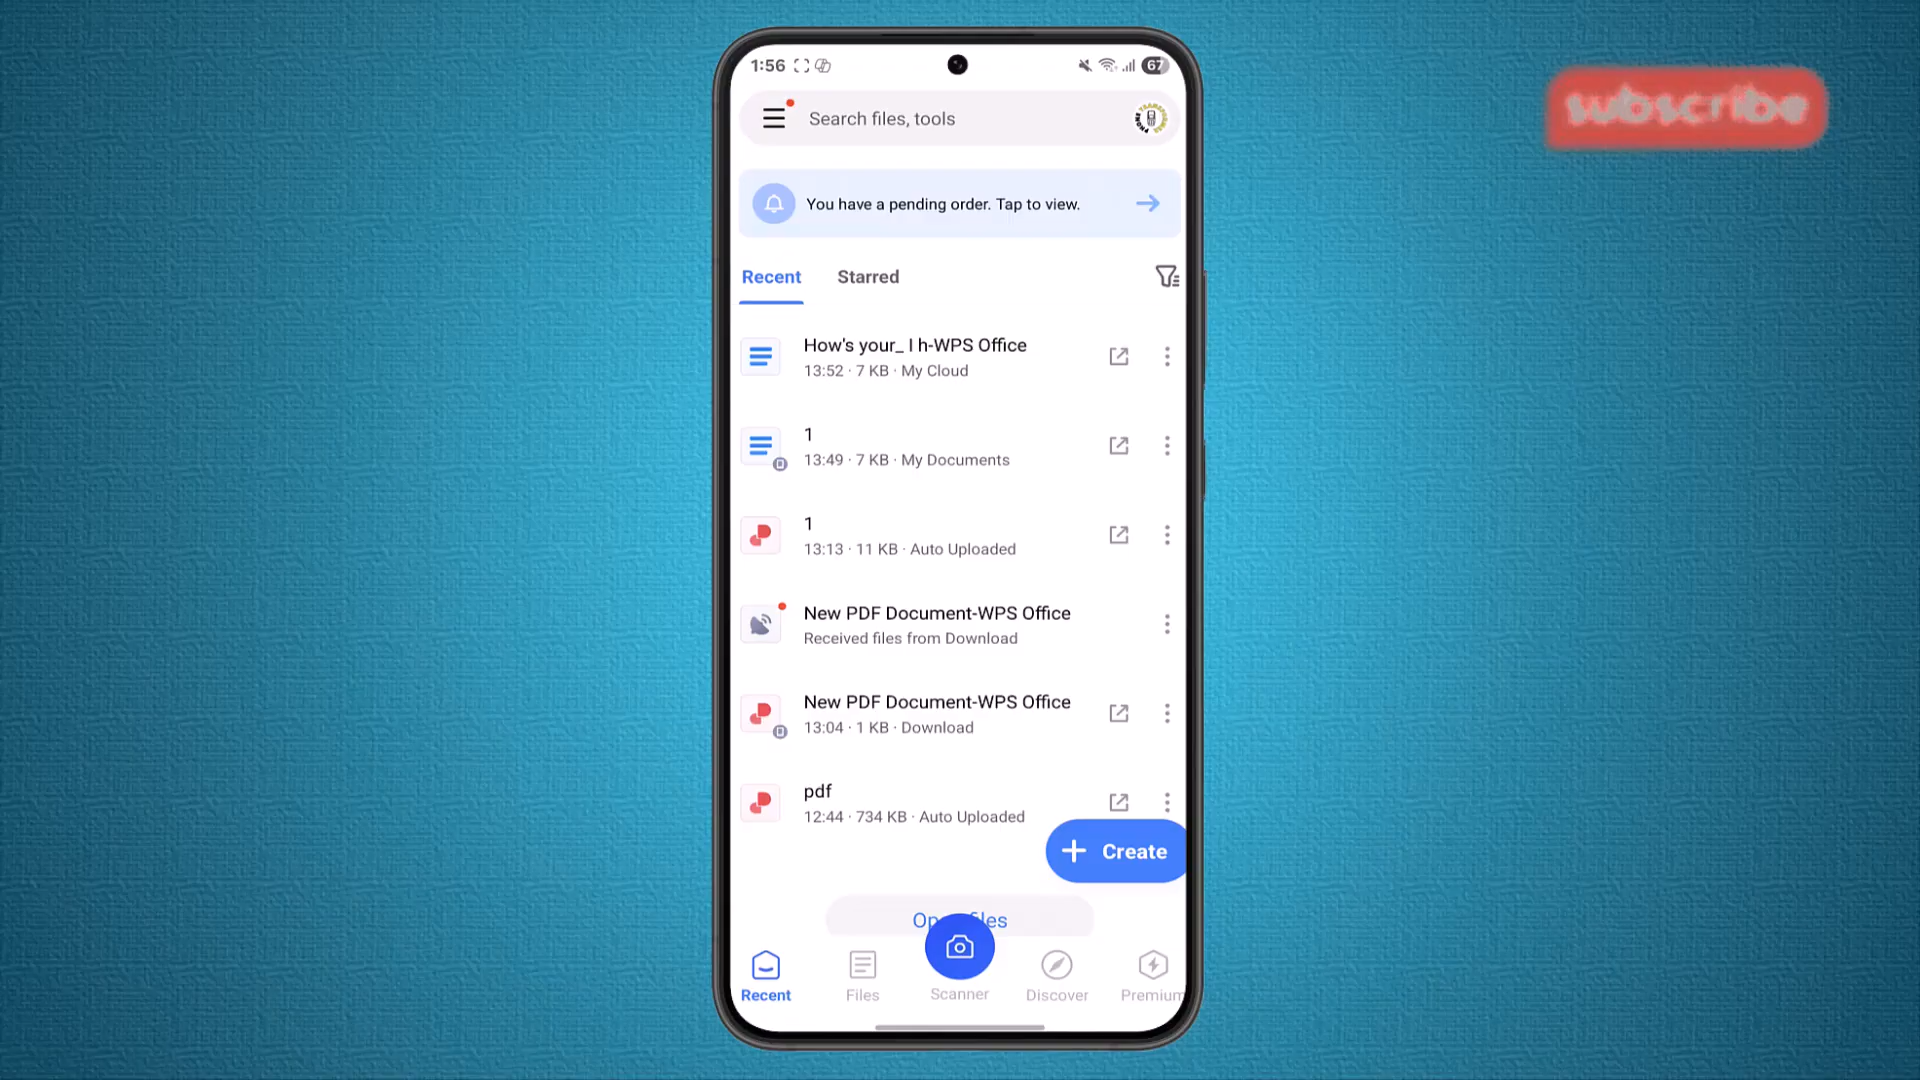 1:56
67
subscribe
Search files, tools
You have a pending order. Tap to view.
Recent
Starred
How's your_ I h-WPS Office
13:52 · 7 KB · My Cloud
1
13:49 · 7 KB · My Documents
1
13:13 · 11 KB · Auto Uploaded
New PDF Document-WPS Office
Received files from Download
New PDF Document-WPS Office
13:04 · 1 KB · Download
pdf
12:44 · 734 KB · Auto Uploaded
Create
Recent
Files
Scanner
Discover
Premium